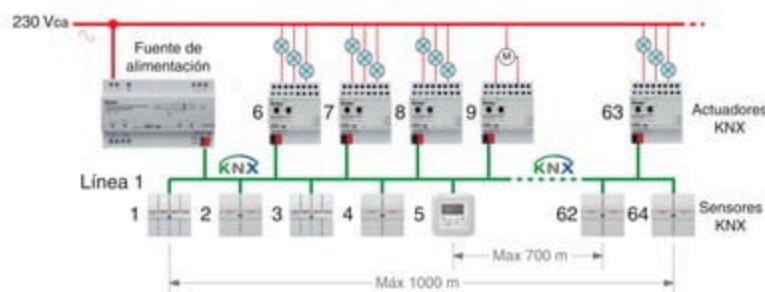 230 Vca
Fuente de
alimentación
6
7
8
9
63
Actuadores
KNX
M
KNX
KNX
Línea 1
1
2
3
4
5
62
64
Sensores
KNX
Max 700 m
Máx 1000 m